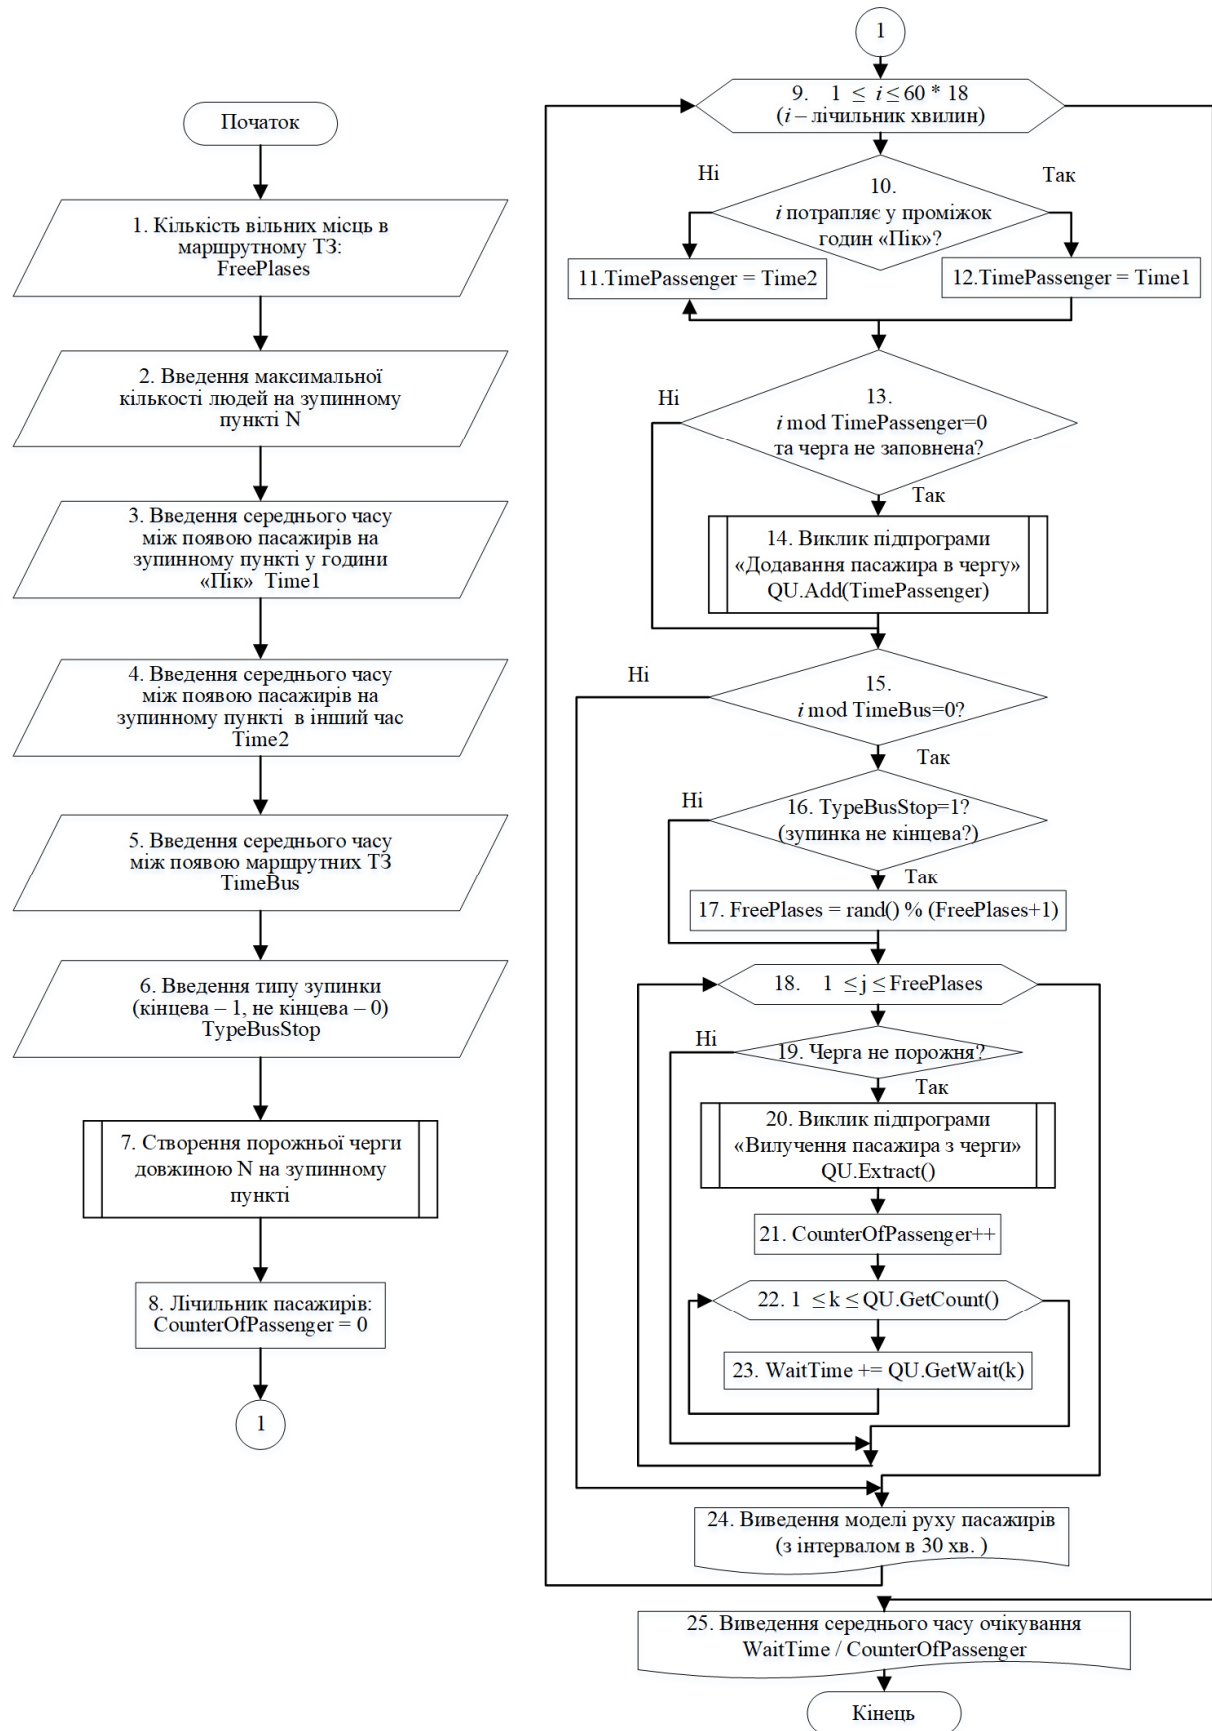 Початок
1. Кількість вільних місць в
маршрутному ТЗ:
FreePlases
2. Введення максимальної
кількості людей на зупинному
пункті N
3. Введення середнього часу
між появою пасажирів на
зупинному пункті у години
«Пік»  Time1
4. Введення середнього часу
між появою пасажирів на
зупинному пункті  в інший час
Time2
5. Введення середнього часу
між появою маршрутних ТЗ
TimeBus
6. Введення типу зупинки
(кінцева – 1, не кінцева – 0)
TypeBusStop
7. Створення порожньої черги
довжиною N на зупинному
пункті
8. Лічильник пасажирів:
CounterOfPassenger = 0
1
1
9.    1  ≤  i ≤ 60 * 18
(i – лічильник хвилин)
Ні
Так
10.
i потрапляє у проміжок
годин «Пік»?
11.TimePassenger = Time2
12.TimePassenger = Time1
Ні
13.
i mod TimePassenger=0
та черга не заповнена?
Так
14. Виклик підпрограми
«Додавання пасажира в чергу»
QU.Add(TimePassenger)
Ні
15.
i mod TimeBus=0?
Так
Ні
16. TypeBusStop=1?
(зупинка не кінцева?)
Так
17. FreePlases = rand() % (FreePlases+1)
18.    1  ≤ j ≤ FreePlases
Ні
19. Черга не порожня?
Так
20. Виклик підпрограми
«Вилучення пасажира з черги»
QU.Extract()
21. CounterOfPassenger++
22. 1  ≤ k ≤ QU.GetCount()
23. WaitTime += QU.GetWait(k)
24. Виведення моделі руху пасажирів
(з інтервалом в 30 хв. )
25. Виведення середнього часу очікування
WaitTime / CounterOfPassenger
Кінець